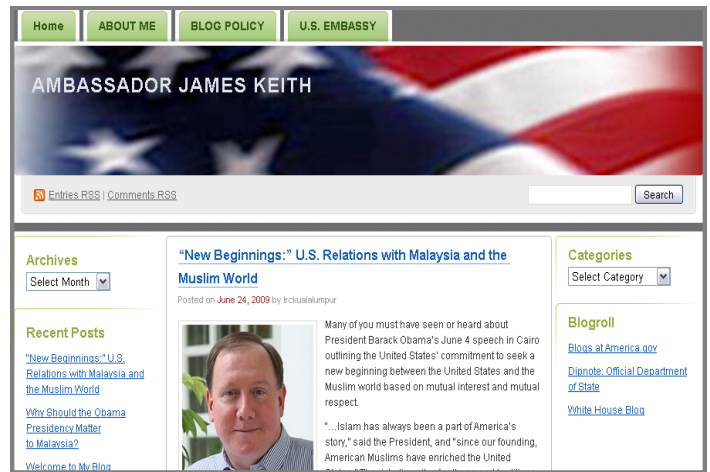 Home
ABOUT ME
BLOG POLICY
U.S. EMBASSY
AMBASSADOR JAMES KEITH
Entries RSS | Comments RSS
Search
Archives
Select Month
Recent Posts
"New Beginnings:" U.S.
Relations with Malaysia and
the Muslim World
Why Should the Obama
Presidency Matter
to Malaysia?
Welcome to My Blog
“New Beginnings:” U.S. Relations with Malaysia and the
Muslim World
Posted on June 24, 2009 by Irckualalumpur
Many of you must have seen or heard about
President Barack Obama's June 4 speech in Cairo
outlining the United States' commitment to seek a
new beginning between the United States and the
Muslim world based on mutual interest and mutual
respect.
"…Islam has always been a part of America's
story," said the President, and "since our founding,
American Muslims have enriched the United
Categories
Select Category
Blogroll
Blogs at America.gov
Dipnote: Official Department
of State
White House Blog